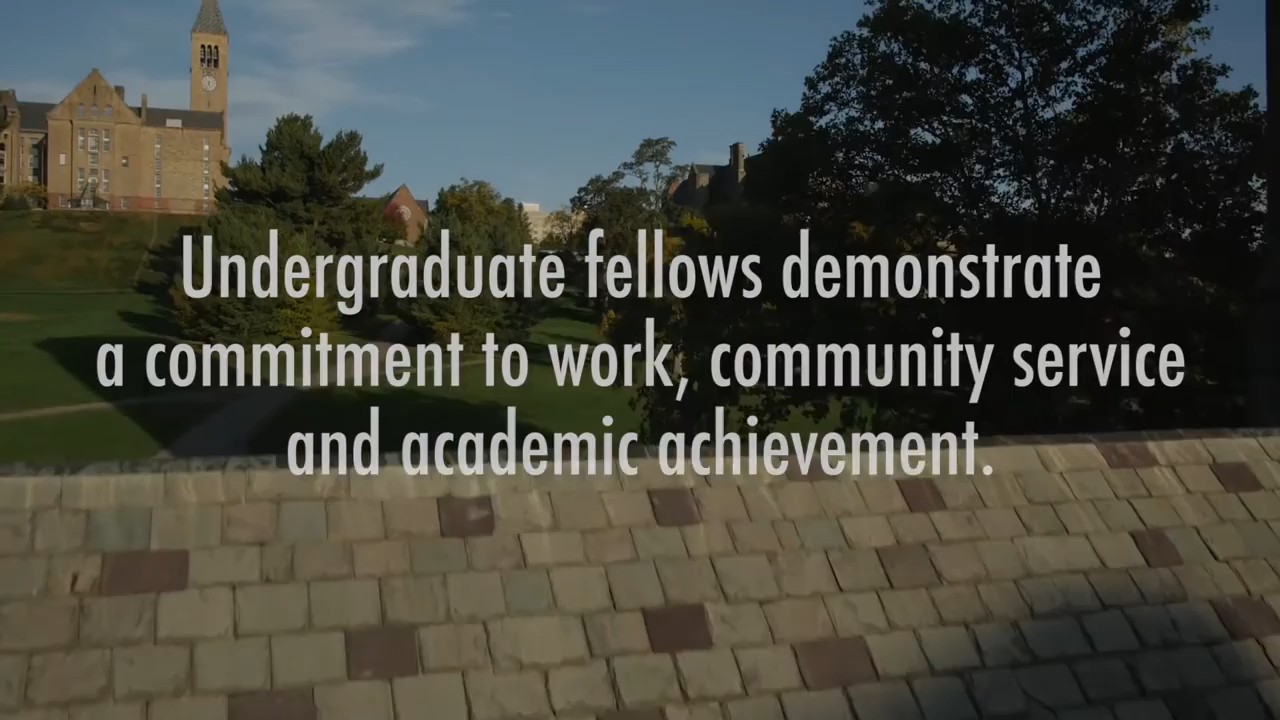 Undergraduate fellows demonstrate
a commitment to work, community service
and academic achievement.